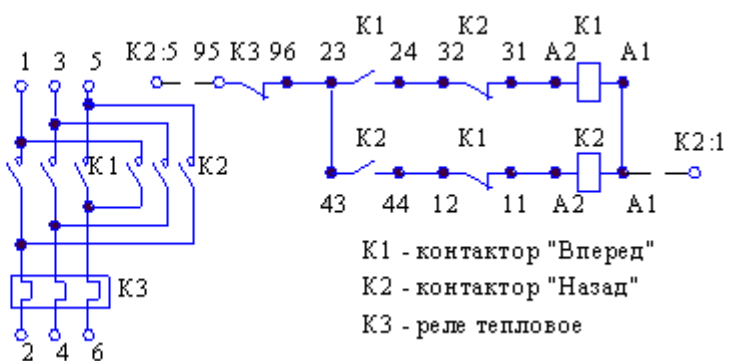 K1 K2 K1
1 3 5 K2:5 95 K3 96 23 24 32 31 A2 A1
K1 K2
K2 K1 K2 K2:1
43 44 12 11 A2 A1
K1 - контактор "Вперед"
K2 - контактор "Назад"
K3 - реле тепловое
K3
2 4 6